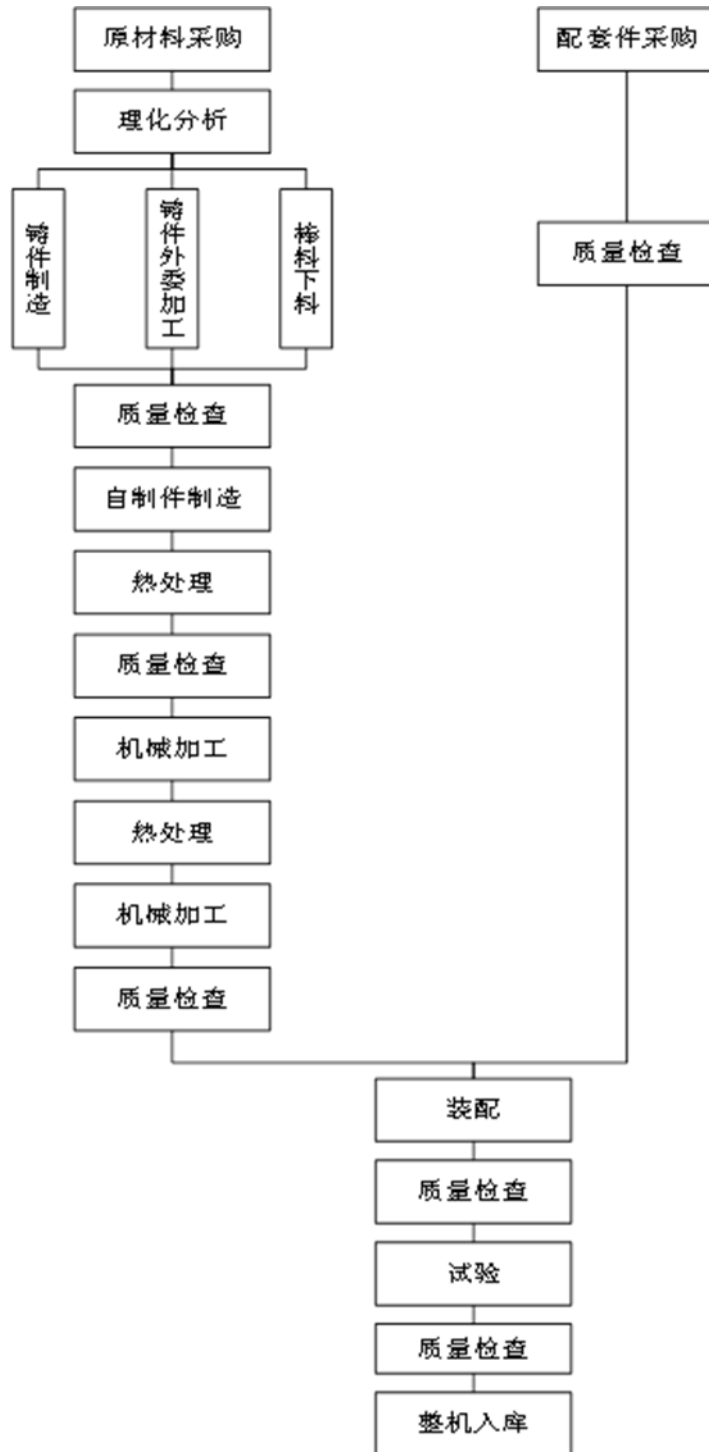 原材料采购
配套件采购
理化分析
铸件制造
铸件外委加工
棒料下料
质量检查
质量检查
自制件制造
热处理
质量检查
机械加工
热处理
机械加工
质量检查
装配
质量检查
试验
质量检查
整机入库